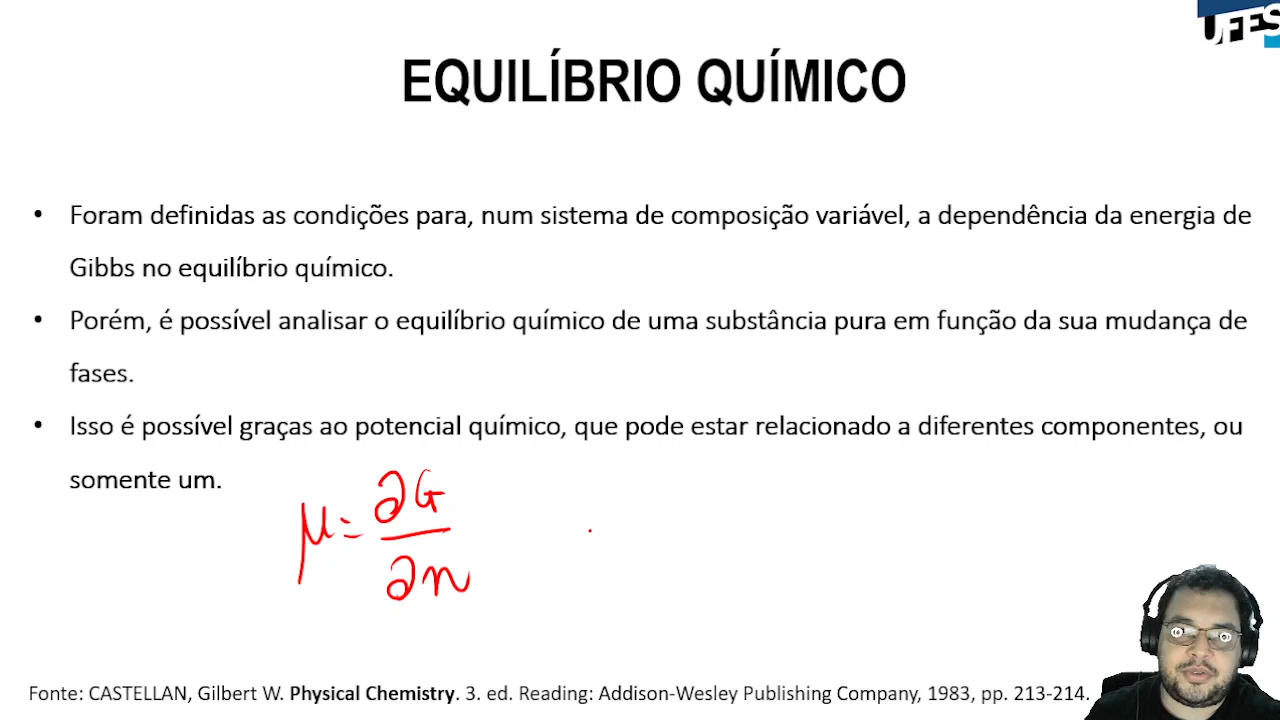 UFES
EQUILÍBRIO QUÍMICO
• Foram definidas as condições para, num sistema de composição variável, a dependência da energia de
Gibbs no equilíbrio químico.
• Porém, é possível analisar o equilíbrio químico de uma substância pura em função da sua mudança de
fases.
• Isso é possível graças ao potencial químico, que pode estar relacionado a diferentes componentes, ou
somente um.
μ = ∂G
∂n
Fonte: CASTELLAN, Gilbert W. Physical Chemistry. 3. ed. Reading: Addison-Wesley Publishing Company, 1983, pp. 213-214.